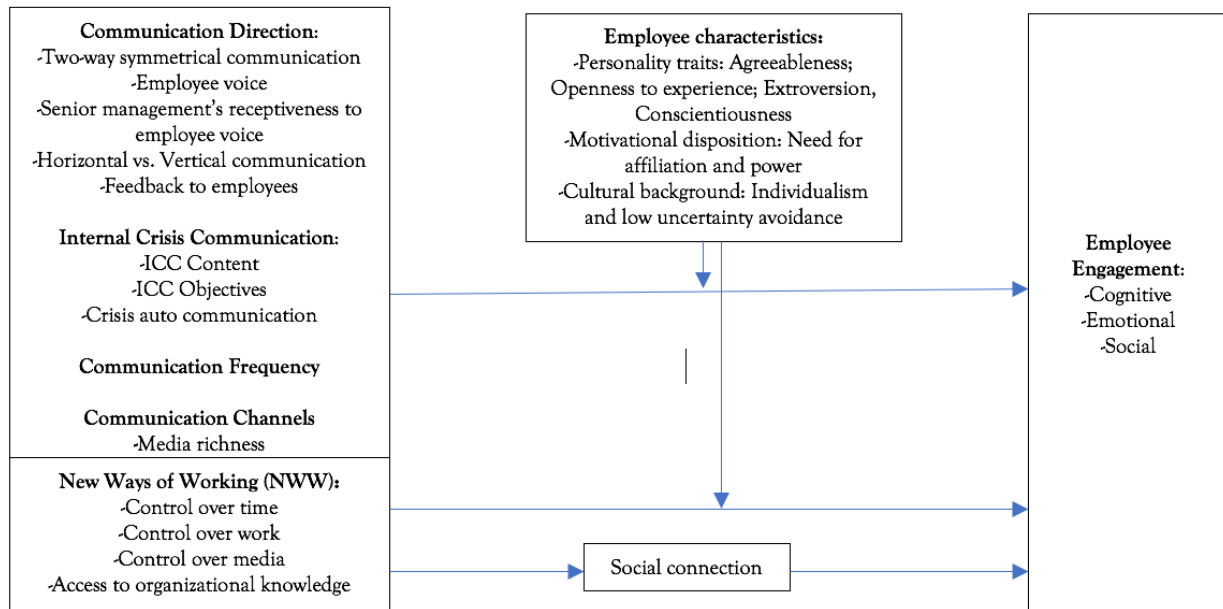 Communication Direction:
-Two-way symmetrical communication
-Employee voice
-Senior management's receptiveness to
employee voice
-Horizontal vs. Vertical communication
-Feedback to employees
Internal Crisis Communication:
-ICC Content
-ICC Objectives
-Crisis auto communication
Communication Frequency
Communication Channels
-Media richness
New Ways of Working (NWW):
-Control over time
-Control over work
-Control over media
-Access to organizational knowledge
Employee characteristics:
-Personality traits: Agreeableness;
Openness to experience; Extroversion,
Conscientiousness
-Motivational disposition: Need for
affiliation and power
-Cultural background: Individualism
and low uncertainty avoidance
Social connection
Employee
Engagement:
-Cognitive
-Emotional
-Social